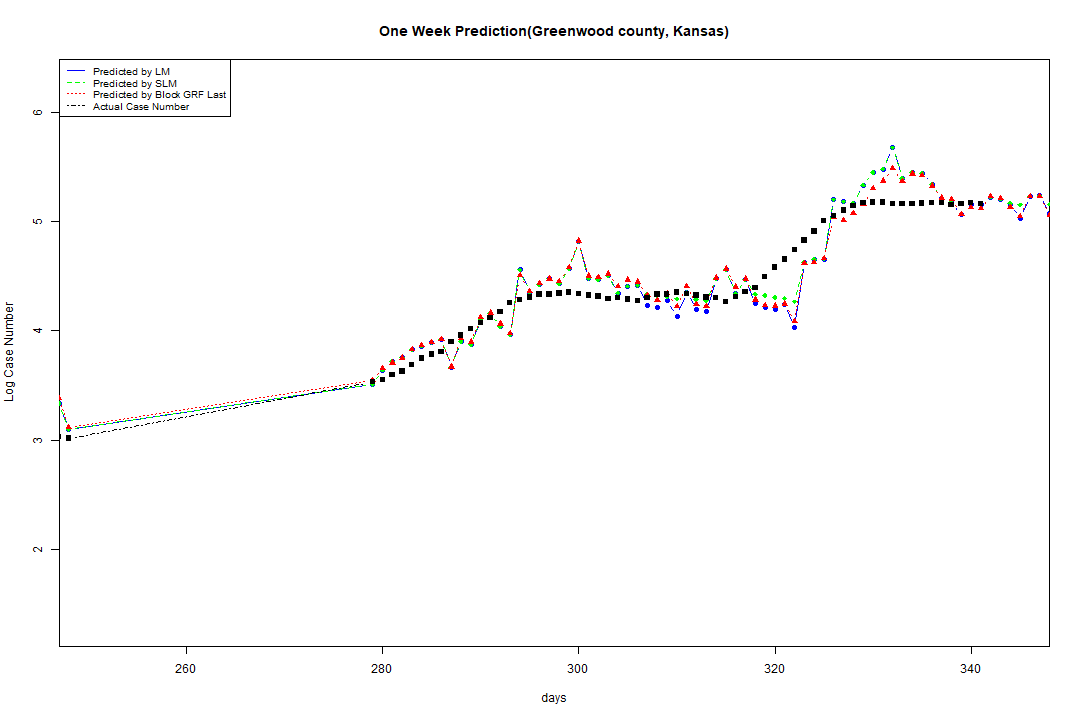 One Week Prediction(Greenwood county, Kansas)
Predicted by LM
Predicted by SLM
Predicted by Block GRF Last
Actual Case Number
6
5
4
3
2
Log Case Number
260 280 300 320 340
days